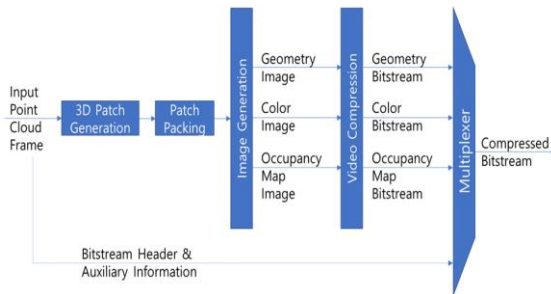 Input
Point
Cloud
Frame
3D Patch
Generation
Patch
Packing
Image Generation
Geometry
Image
Color
Image
Occupancy
Map
Image
Video Compression
Geometry
Bitstream
Color
Bitstream
Occupancy
Map
Bitstream
Multiplexer
Compressed
Bitstream
Bitstream Header &
Auxiliary Information